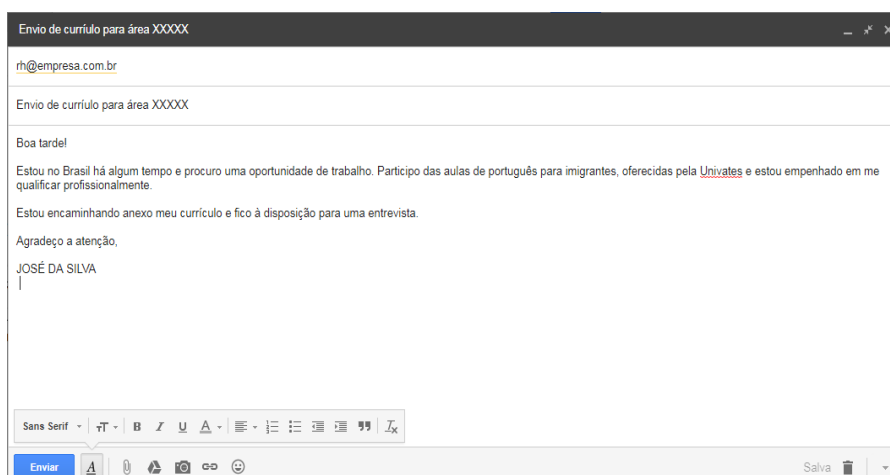 Envio de curríulo para área XXXXX
rh@empresa.com.br
Envio de curríulo para área XXXXX
Boa tarde!
Estou no Brasil há algum tempo e procuro uma oportunidade de trabalho. Participo das aulas de português para imigrantes, oferecidas pela Univates e estou empenhado em me
qualificar profissionalmente.
Estou encaminhando anexo meu currículo e fico à disposição para uma entrevista.
Agradeço a atenção,
JOSÉ DA SILVA
Sans Serif
Enviar
Salva